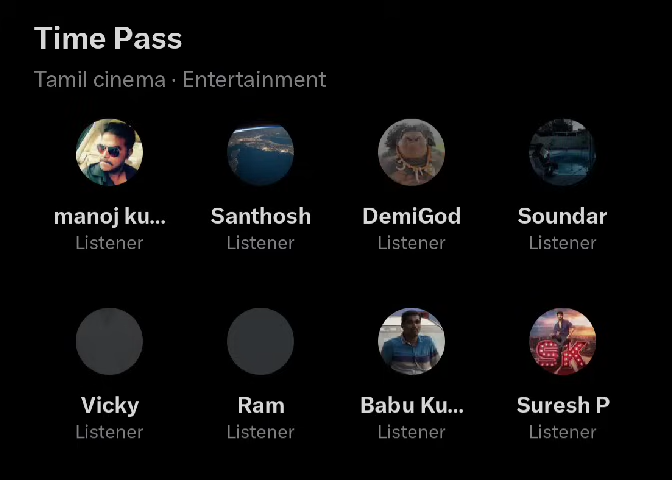 Time Pass
Tamil cinema · Entertainment
manoj ku... Santhosh DemiGod Soundar
Listener Listener Listener Listener
SK
Vicky Ram Babu Ku... Suresh P
Listener Listener Listener Listener